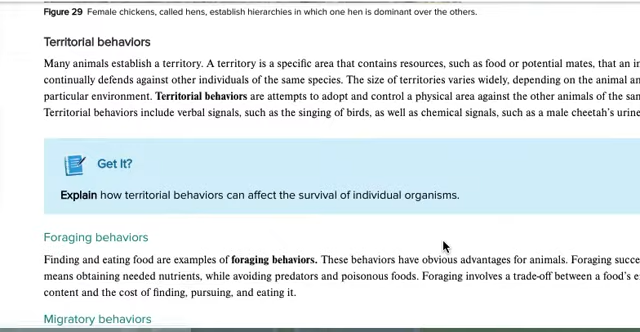 Figure 29 Female chickens, called hens, establish hierarchies in which one hen is dominant over the others.
Territorial behaviors
Many animals establish a territory. A territory is a specific area that contains resources, such as food or potential mates, that an
continually defends against other individuals of the same species. The size of territories varies widely, depending on the animal
particular environment. Territorial behaviors are attempts to adopt and control a physical area against the other animals of the
Territorial behaviors include verbal signals, such as the singing of birds, as well as chemical signals, such as a male cheetah's urine
Get It?
Explain how territorial behaviors can affect the survival of individual organisms.
Foraging behaviors
Finding and eating food are examples of foraging behaviors. These behaviors have obvious advantages for animals. Foraging
means obtaining needed nutrients, while avoiding predators and poisonous foods. Foraging involves a trade-off between a food's
content and the cost of finding, pursuing, and eating it.
Migratory behaviors